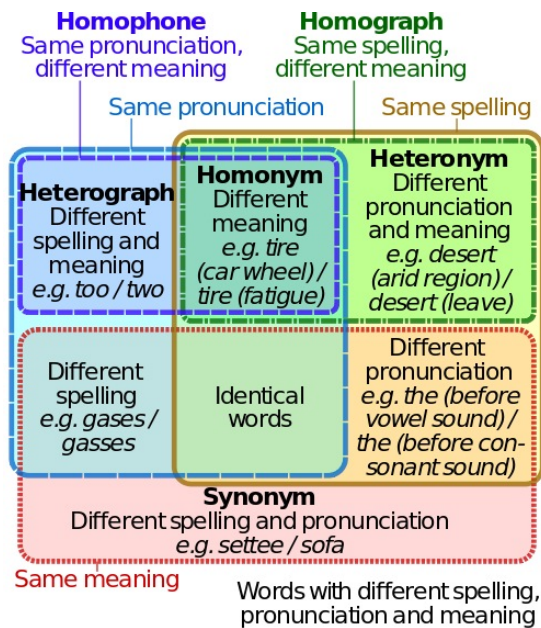 Homophone
Same pronunciation,
different meaning
Homograph
Same spelling,
different meaning
Same pronunciation
Same spelling
Heterograph
Different
spelling and
meaning
e.g. too / two
Homonym
Different
meaning
e.g. tire
(car wheel) /
tire (fatigue)
Heteronym
Different
pronunciation
and meaning
e.g. desert
(arid region) /
desert (leave)
Different
spelling
e.g. gases /
gasses
Identical
words
Different
pronunciation
e.g. the (before
vowel sound) /
the (before con-
sonant sound)
Synonym
Different spelling and pronunciation
e.g. settee / sofa
Same meaning
Words with different spelling,
pronunciation and meaning